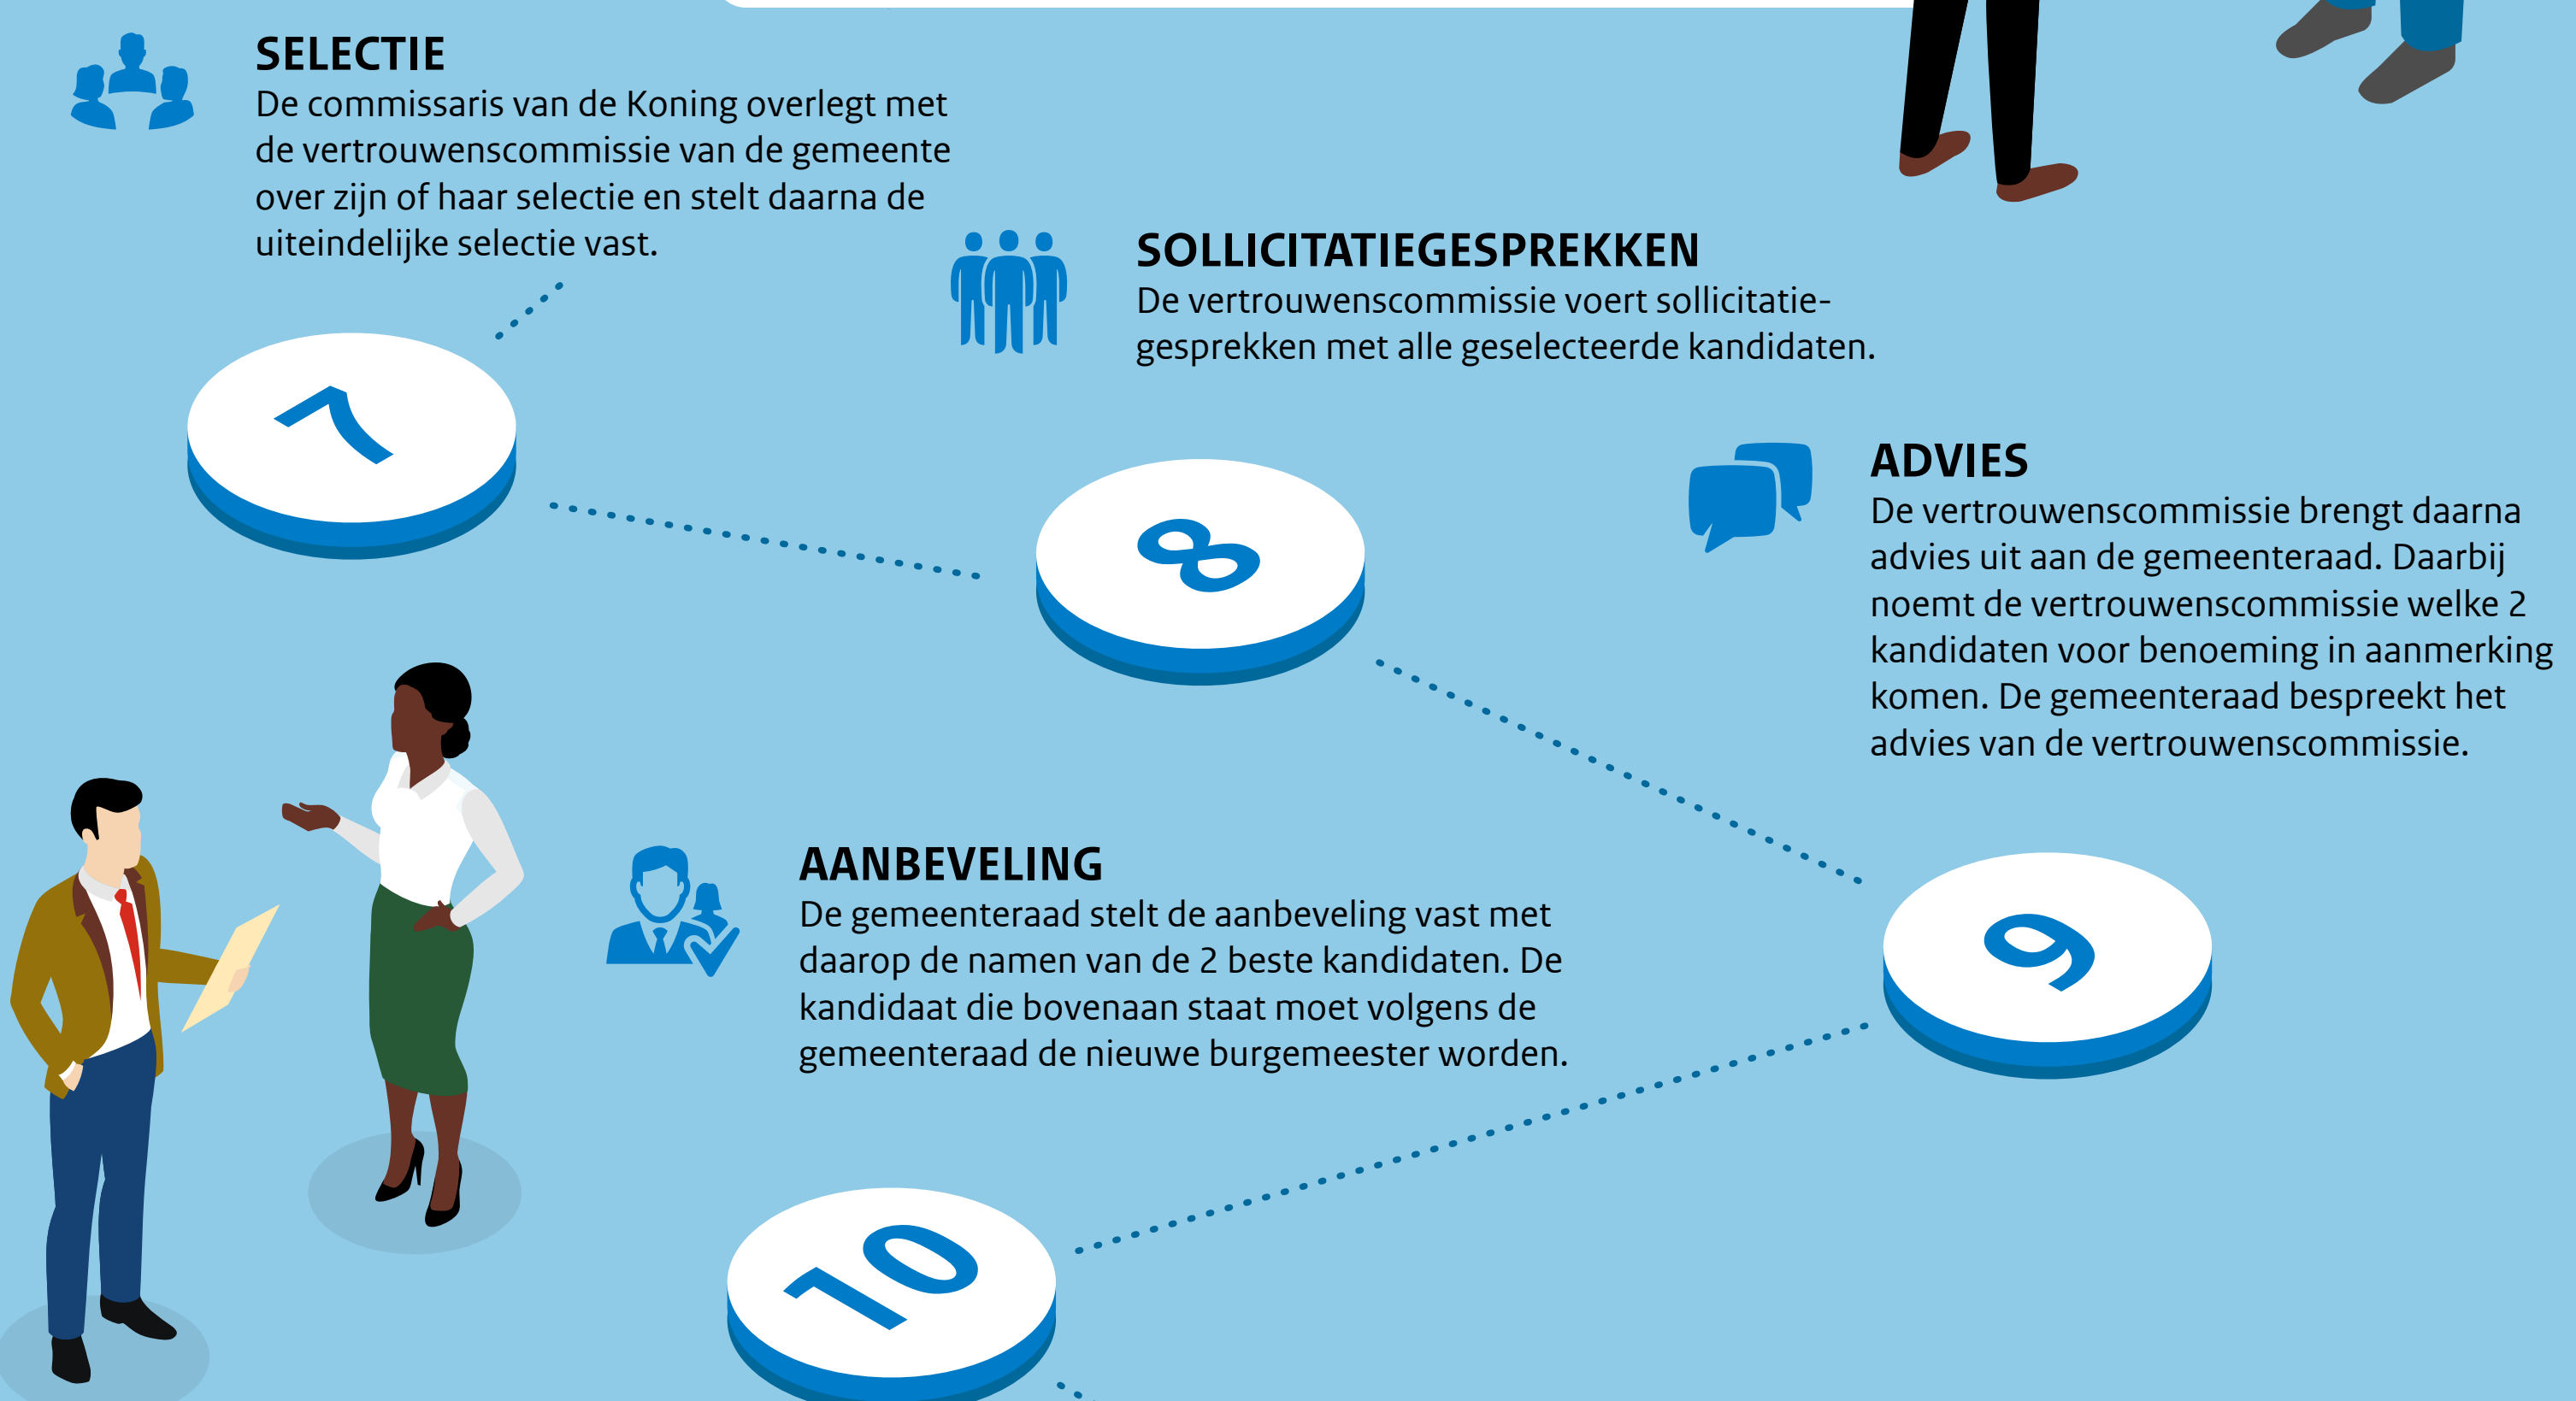 SELECTIE
De commissaris van de Koning overlegt met
de vertrouwenscommissie van de gemeente
over zijn of haar selectie en stelt daarna de
uiteindelijke selectie vast.
7
SOLLICITATIEGESPREKKEN
De vertrouwenscommissie voert sollicitatie-
gesprekken met alle geselecteerde kandidaten.
8
ADVIES
De vertrouwenscommissie brengt daarna
advies uit aan de gemeenteraad. Daarbij
noemt de vertrouwenscommissie welke 2
kandidaten voor benoeming in aanmerking
komen. De gemeenteraad bespreekt het
advies van de vertrouwenscommissie.
9
AANBEVELING
De gemeenteraad stelt de aanbeveling vast met
daarop de namen van de 2 beste kandidaten. De
kandidaat die bovenaan staat moet volgens de
gemeenteraad de nieuwe burgemeester worden.
10